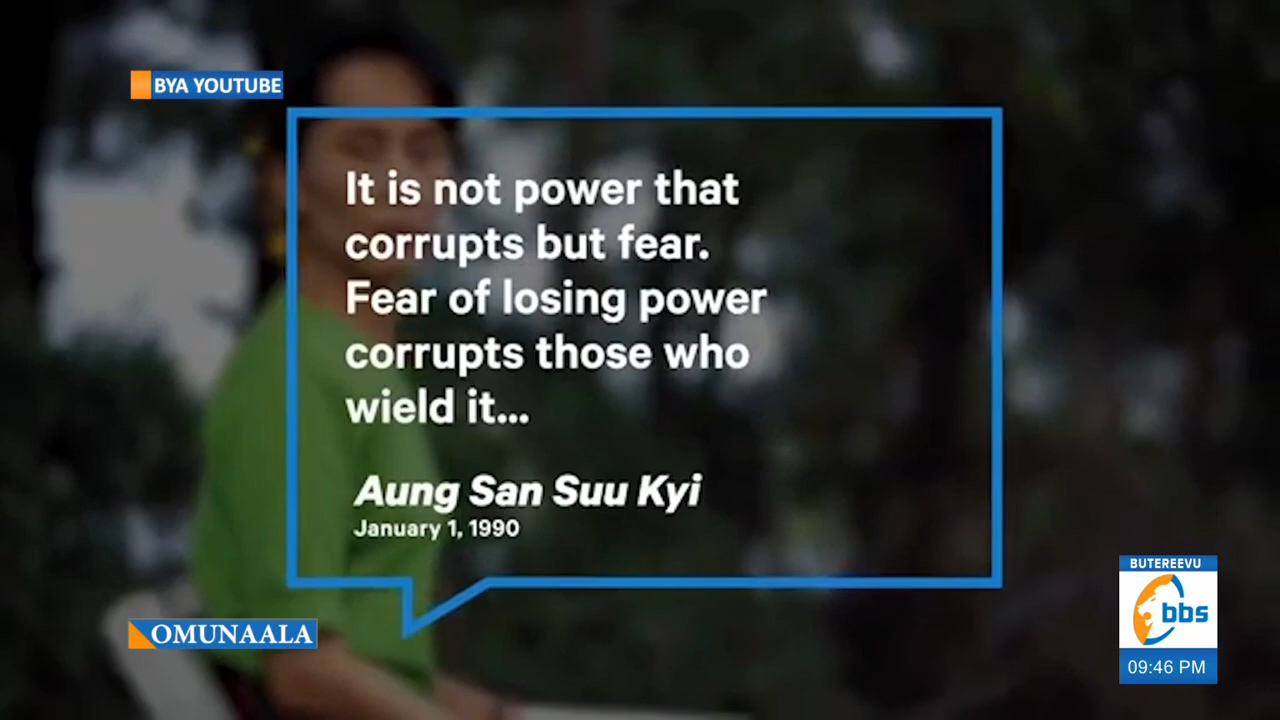 BYA YOUTUBE
It is not power that
corrupts but fear.
Fear of losing power
corrupts those who
wield it...
Aung San Suu Kyi
January 1, 1990
OMUNAALA
BUTEREEVU
bbs
09:46 PM